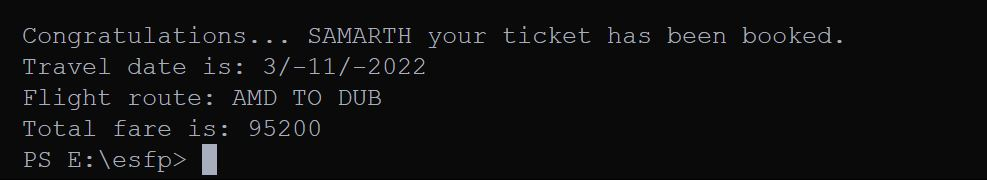 Congratulations... SAMARTH your ticket has been booked.
Travel date is: 3/-11/-2022
Flight route: AMD TO DUB
Total fare is: 95200
PS E:\esfp>